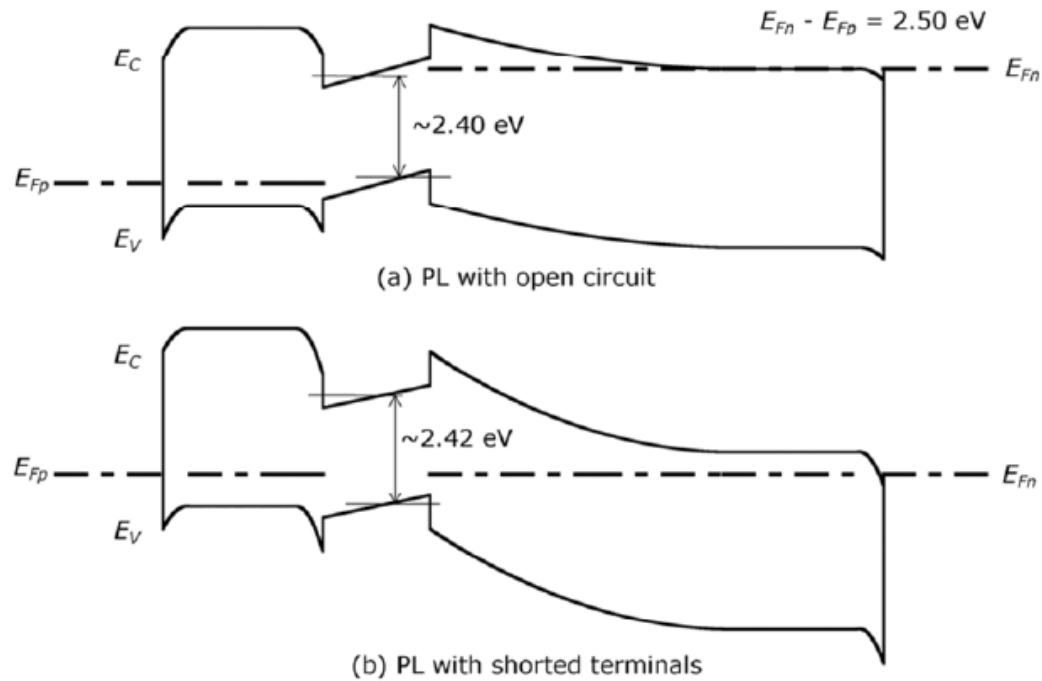 E_Fn - E_Fp = 2.50 eV
E_C
E_Fn
~2.40 eV
E_Fp
E_V
(a) PL with open circuit
E_C
~2.42 eV
E_Fp
E_Fn
E_V
(b) PL with shorted terminals